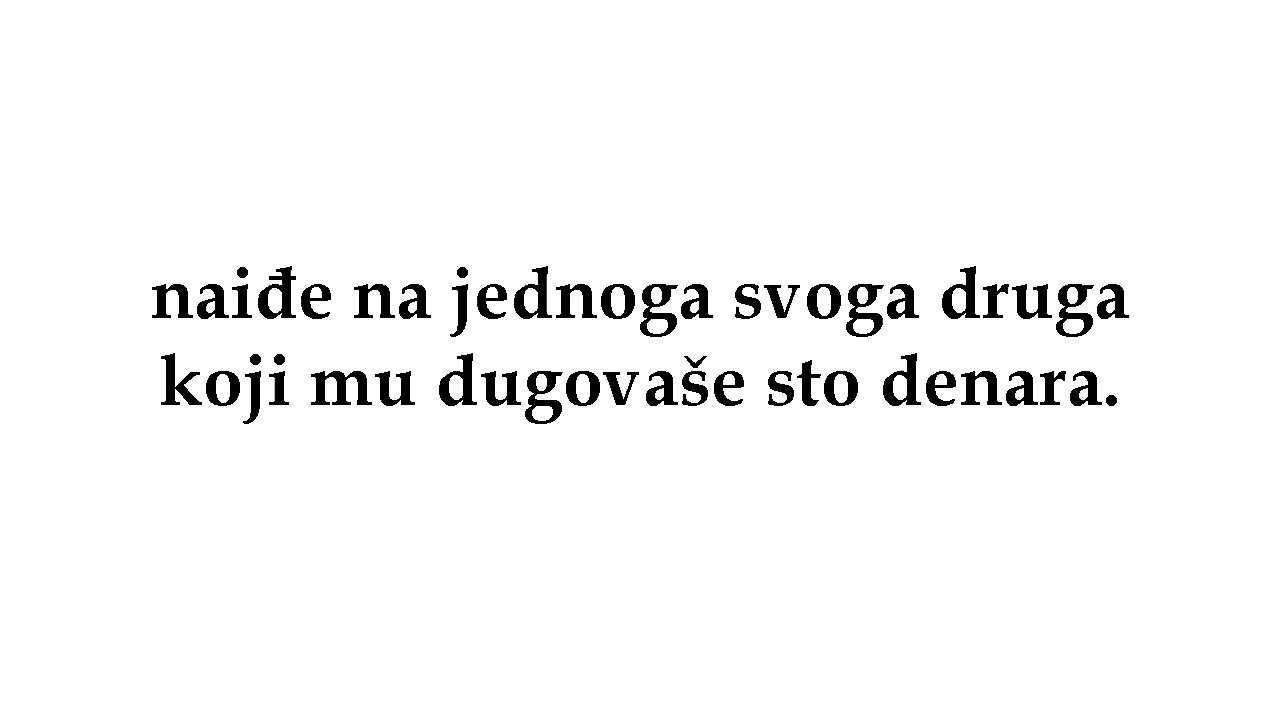 naiđe na jednoga svoga druga
koji mu dugovaše sto denara.